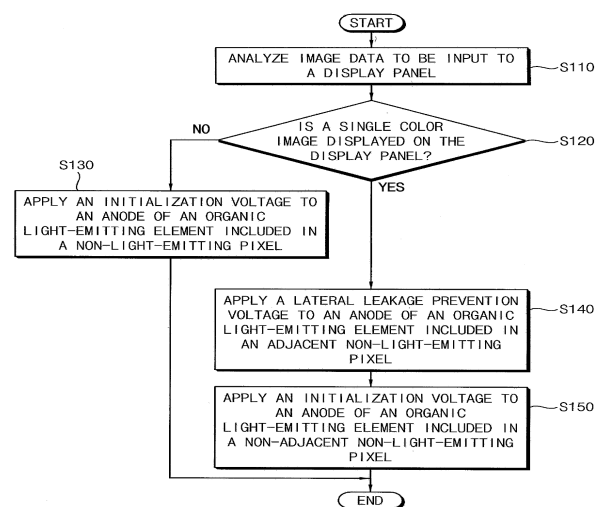 START
ANALYZE IMAGE DATA TO BE INPUT TO
A DISPLAY PANEL
S110
IS A SINGLE COLOR
IMAGE DISPLAYED ON THE
DISPLAY PANEL?
S120
NO
YES
S130
APPLY AN INITIALIZATION VOLTAGE TO
AN ANODE OF AN ORGANIC
LIGHT-EMITTING ELEMENT INCLUDED IN
A NON-LIGHT-EMITTING PIXEL
APPLY A LATERAL LEAKAGE PREVENTION
VOLTAGE TO AN ANODE OF AN ORGANIC
LIGHT-EMITTING ELEMENT INCLUDED IN
AN ADJACENT NON-LIGHT-EMITTING
PIXEL
S140
APPLY AN INITIALIZATION VOLTAGE TO
AN ANODE OF AN ORGANIC
LIGHT-EMITTING ELEMENT INCLUDED IN
A NON-ADJACENT NON-LIGHT-EMITTING
PIXEL
S150
END